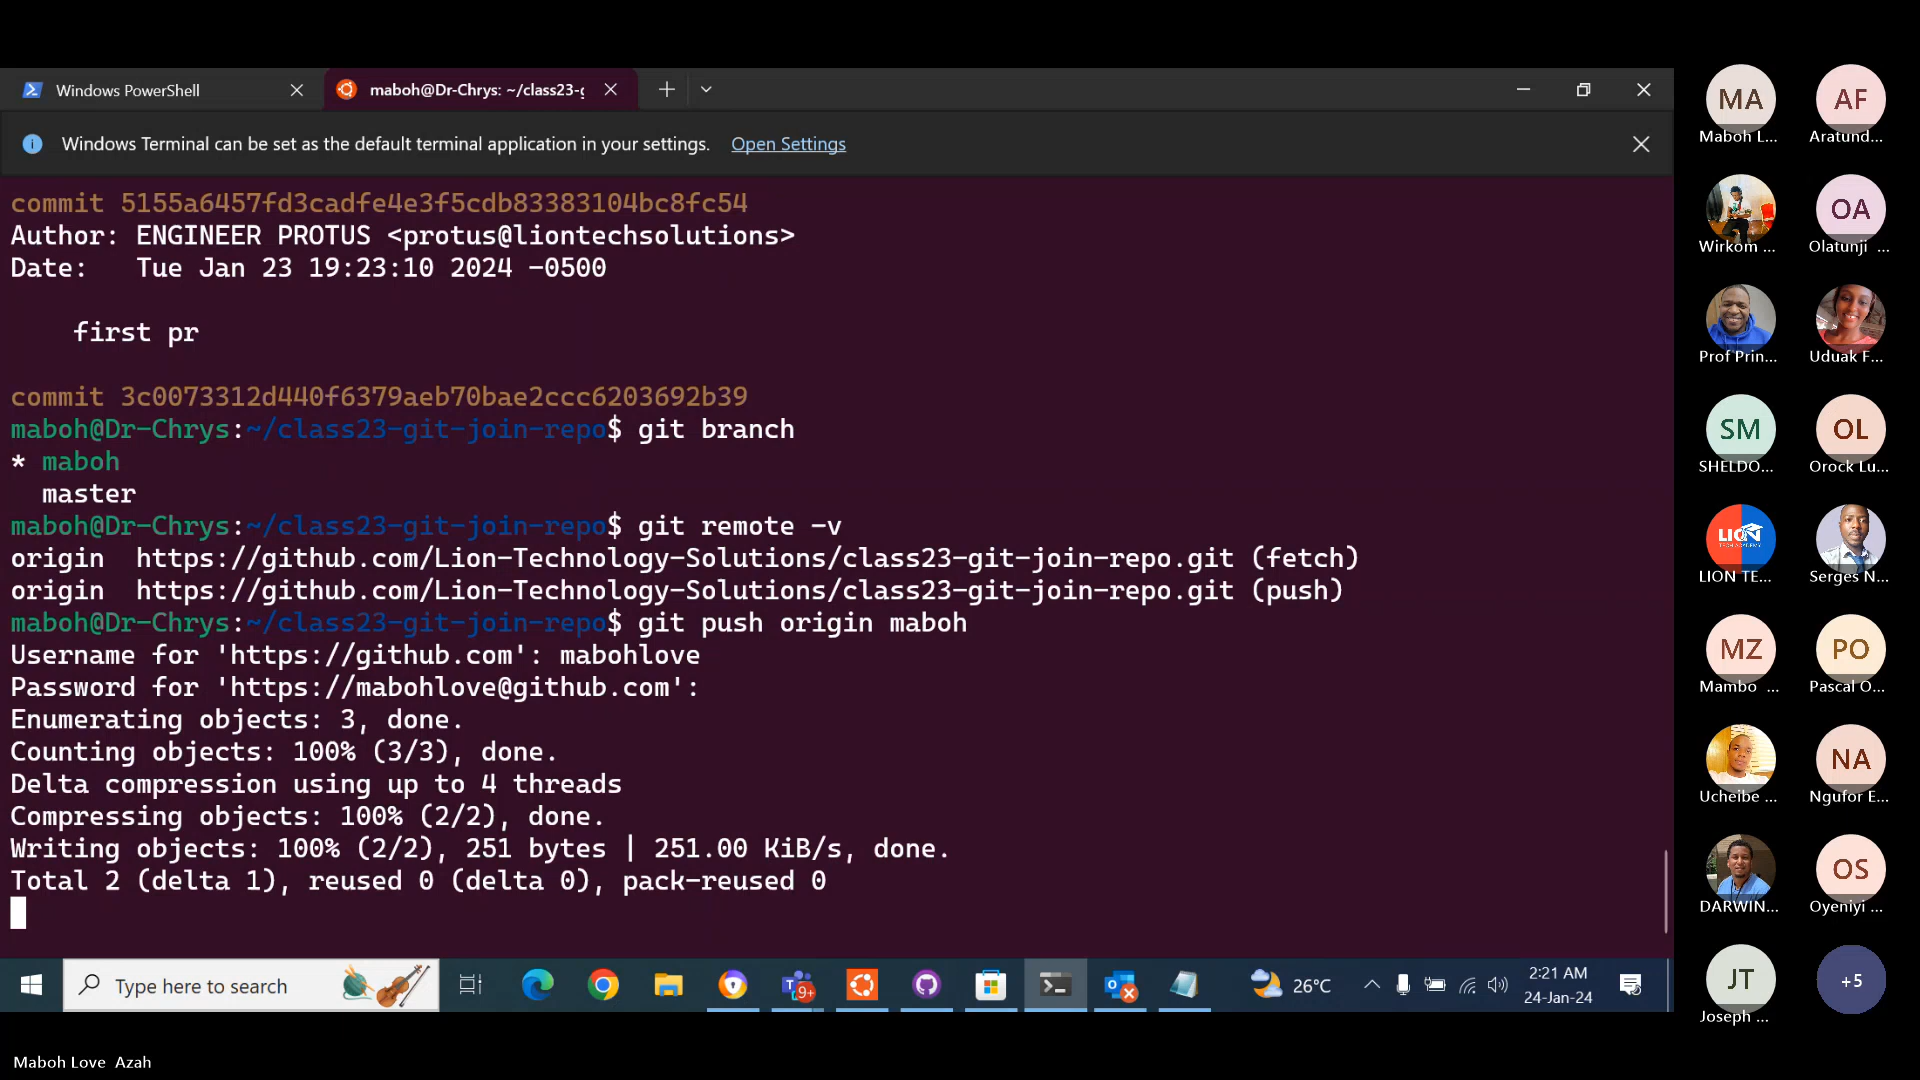 Windows PowerShell
maboh@Dr-Chrys: ~/class23-g
Windows Terminal can be set as the default terminal application in your settings. Open Settings
commit 5155a6457fd3cadfe4e3f5cdb83383104bc8fc54
Author: ENGINEER PROTUS <protus@liontechsolutions>
Date:   Tue Jan 23 19:23:10 2024 -0500
first pr
commit 3c0073312d440f6379aeb70bae2ccc6203692b39
maboh@Dr-Chrys:~/class23-git-join-repo$ git branch
* maboh
master
maboh@Dr-Chrys:~/class23-git-join-repo$ git remote -v
origin  https://github.com/Lion-Technology-Solutions/class23-git-join-repo.git (fetch)
origin  https://github.com/Lion-Technology-Solutions/class23-git-join-repo.git (push)
maboh@Dr-Chrys:~/class23-git-join-repo$ git push origin maboh
Username for 'https://github.com': mabohlove
Password for 'https://mabohlove@github.com':
Enumerating objects: 3, done.
Counting objects: 100% (3/3), done.
Delta compression using up to 4 threads
Compressing objects: 100% (2/2), done.
Writing objects: 100% (2/2), 251 bytes | 251.00 KiB/s, done.
Total 2 (delta 1), reused 0 (delta 0), pack-reused 0
Type here to search
9+
26°C
2:21 AM
24-Jan-24
Maboh Love Azah
MA
AF
Maboh L...
Aratund...
OA
Wirkom ...
Olatunji ...
Prof Prin...
Uduak F...
SM
OL
SHELDO...
Orock Lu...
LION
LION TE...
Serges N...
MZ
PO
Mambo ...
Pascal O...
NA
Ucheibe ...
Ngufor E...
OS
DARWIN...
Oyeniyi ...
JT
+5
Joseph ...